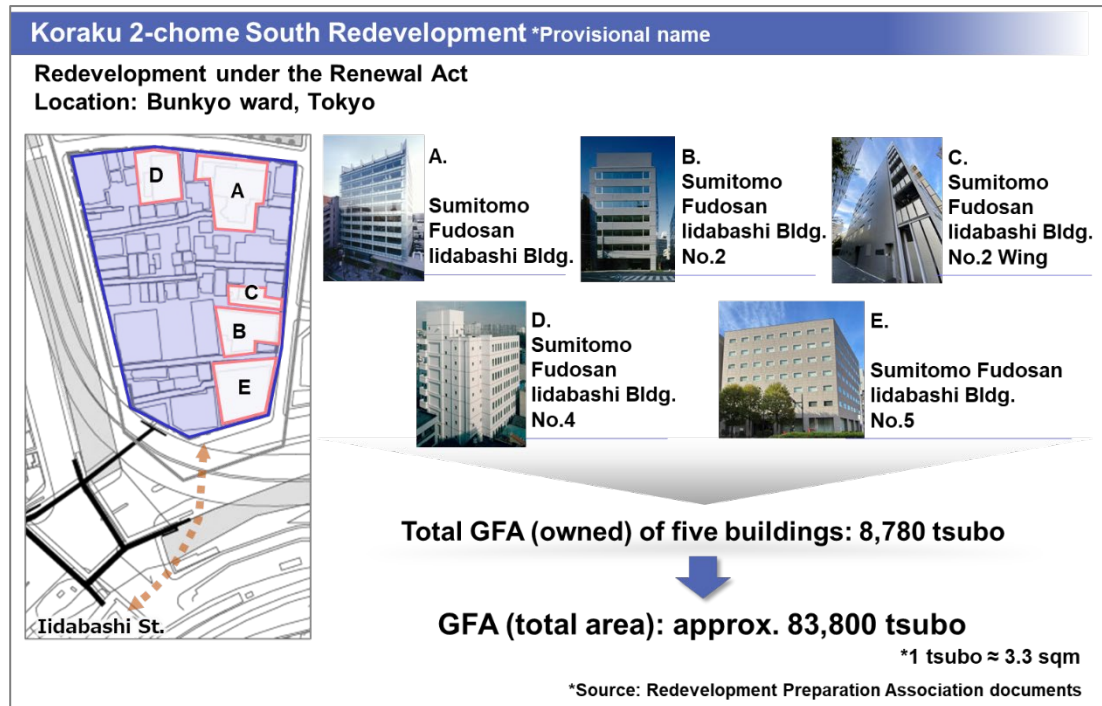 Koraku 2-chome South Redevelopment *Provisional name
Redevelopment under the Renewal Act
Location: Bunkyo ward, Tokyo
D
A
C
B
E
Iidabashi St.
A.
Sumitomo
Fudosan
Iidabashi Bldg.
B.
Sumitomo
Fudosan
Iidabashi Bldg.
No.2
C.
Sumitomo
Fudosan
Iidabashi Bldg.
No.2 Wing
D.
Sumitomo
Fudosan
Iidabashi Bldg.
No.4
E.
Sumitomo Fudosan
Iidabashi Bldg.
No.5
Total GFA (owned) of five buildings: 8,780 tsubo
GFA (total area): approx. 83,800 tsubo
*1 tsubo ≈ 3.3 sqm
*Source: Redevelopment Preparation Association documents